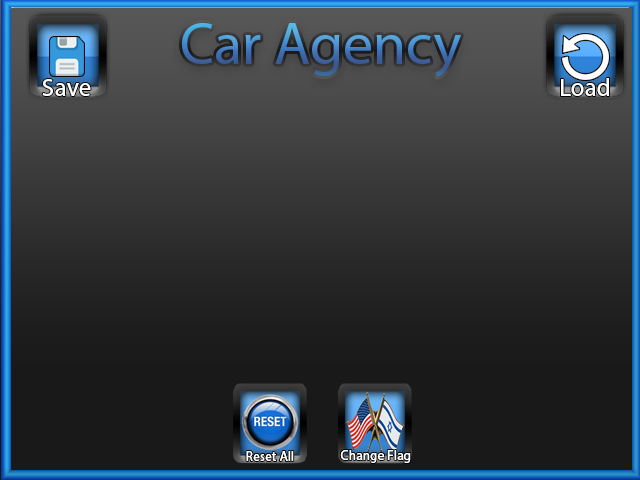 Car Agency
Save
Load
RESET
Reset All
Change Flag